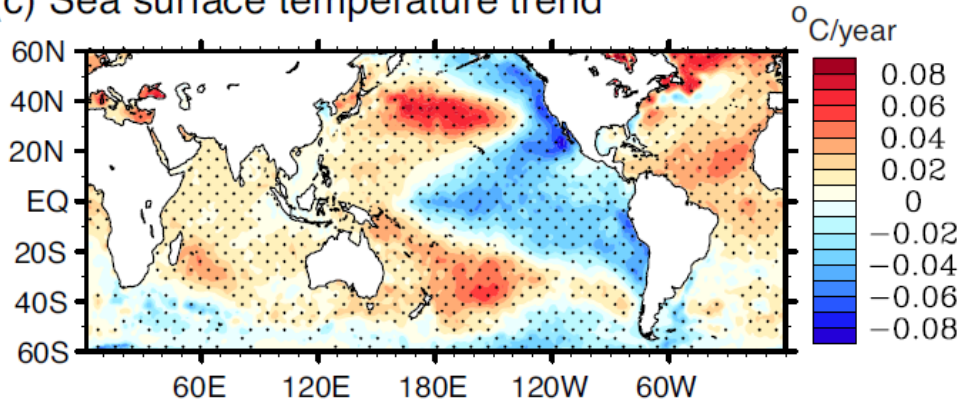 (c) Sea surface temperature trend
°C/year
60N
40N
20N
EQ
20S
40S
60S
60E 120E 180E 120W 60W
0.08
0.06
0.04
0.02
0
−0.02
−0.04
−0.06
−0.08